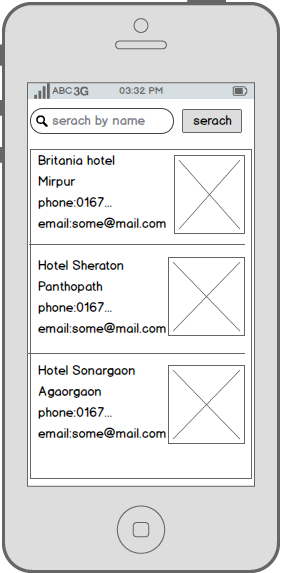 ABC 3G 03:32 PM
serach by name serach
Britania hotel
Mirpur
phone:0167...
email:some@mail.com
Hotel Sheraton
Panthopath
phone:0167...
email:some@mail.com
Hotel Sonargaon
Agaorgaon
phone:0167...
email:some@mail.com